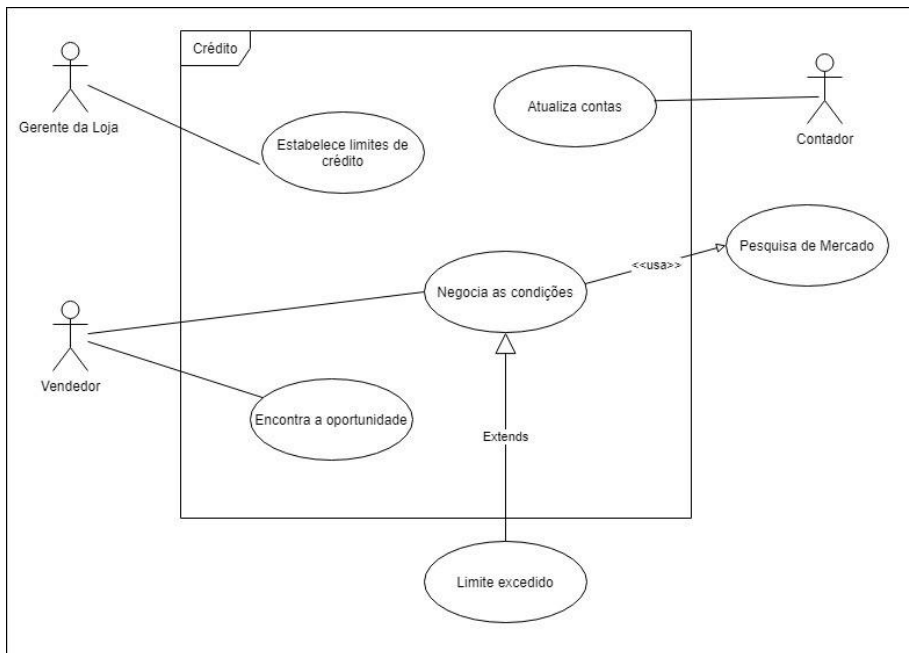 Crédito
Gerente da Loja
Estabelece limites de
crédito
Atualiza contas
Contador
Pesquisa de Mercado
<<usa>>
Negocia as condições
Vendedor
Encontra a oportunidade
Extends
Limite excedido